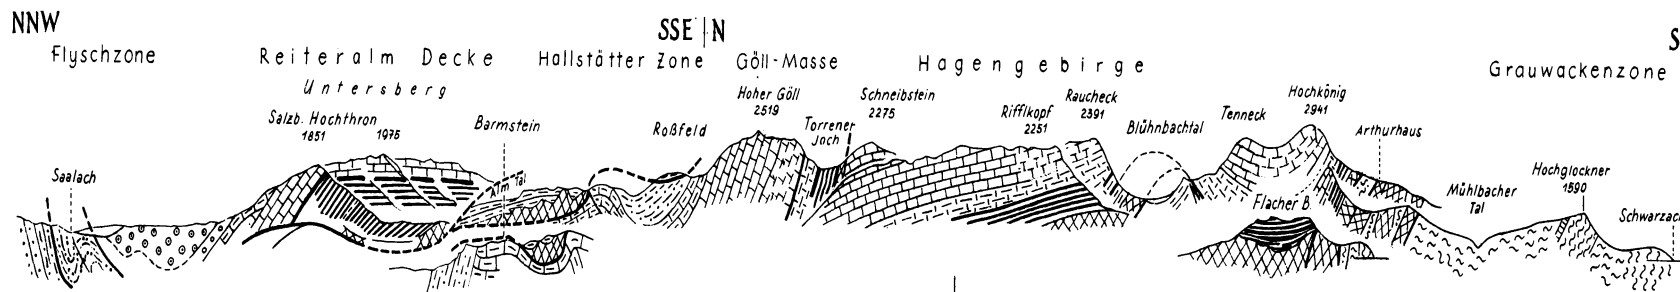 NNW
SSE | N
S
Flyschzone
Reiteralm Decke
Hallstätter Zone
Göll-Masse
Hagengebirge
Grauwackenzone
Untersberg
Salzb. Hochthron
1851
1975
Barmstein
Roßfeld
Hoher Göll
2519
Torrener
Joch
Schneibstein
2275
Rifflkopf
2251
Raucheck
2391
Blühnbachtal
Tenneck
Hochkönig
2941
Arthurhaus
Saalach
Alm Tal
Flacher B.
Mühlbacher
Tal
Hochglockner
1590
Schwarzach